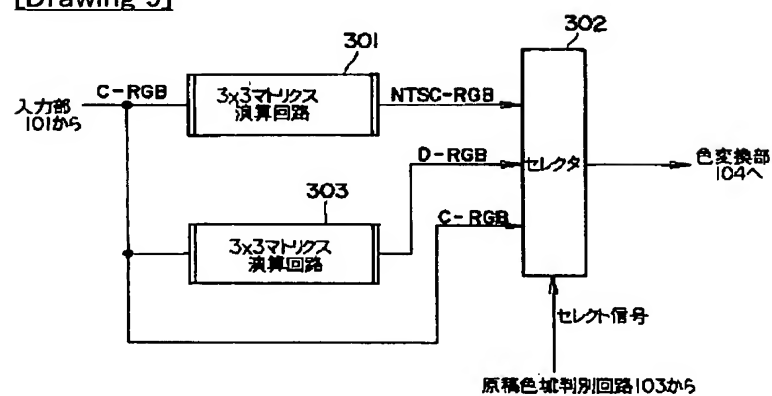 [Drawing 9]
301
302
C-RGB
入力部
101から
3x3マトリクス
演算回路
NTSC-RGB
D-RGB
セレクタ
色変換部
104へ
303
C-RGB
3x3マトリクス
演算回路
セレクト信号
原稿色域判別回路103から